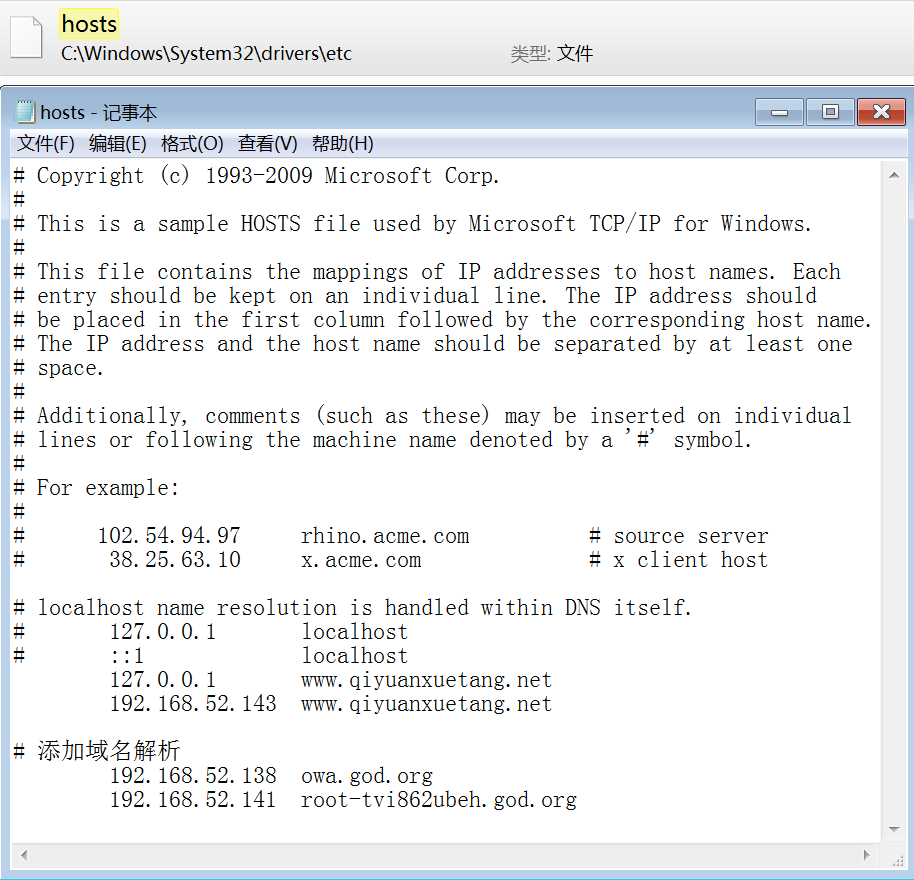 hosts
C:\Windows\System32\drivers\etc 类型: 文件
hosts - 记事本
文件(F) 编辑(E) 格式(O) 查看(V) 帮助(H)
# Copyright (c) 1993-2009 Microsoft Corp.
#
# This is a sample HOSTS file used by Microsoft TCP/IP for Windows.
#
# This file contains the mappings of IP addresses to host names. Each
# entry should be kept on an individual line. The IP address should
# be placed in the first column followed by the corresponding host name.
# The IP address and the host name should be separated by at least one
# space.
#
# Additionally, comments (such as these) may be inserted on individual
# lines or following the machine name denoted by a '#' symbol.
#
# For example:
#
#      102.54.94.97     rhino.acme.com          # source server
#       38.25.63.10     x.acme.com              # x client host
# localhost name resolution is handled within DNS itself.
#       127.0.0.1       localhost
#       ::1             localhost
        127.0.0.1       www.qiyuanxuetang.net
        192.168.52.143  www.qiyuanxuetang.net
# 添加域名解析
        192.168.52.138  owa.god.org
        192.168.52.141  root-tvi862ubeh.god.org